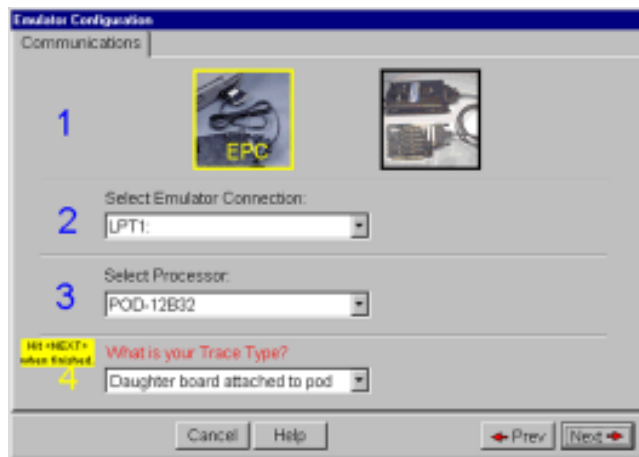 Emulator Configuration
Communications
1
EPC
2
Select Emulator Connection:
LPT1:
3
Select Processor:
POD-12B32
Hit <NEXT>
when finished.
4
What is your Trace Type?
Daughter board attached to pod
Cancel
Help
Prev
Next